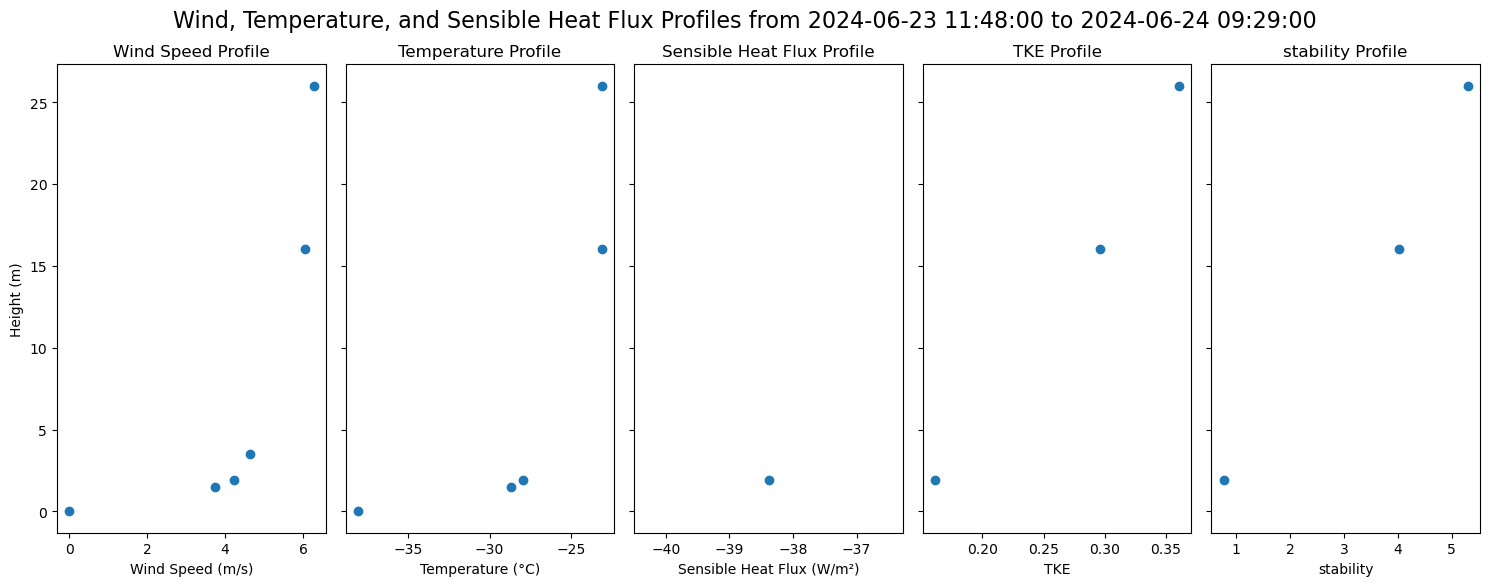 Wind, Temperature, and Sensible Heat Flux Profiles from 2024-06-23 11:48:00 to 2024-06-24 09:29:00
Wind Speed Profile
Temperature Profile
Sensible Heat Flux Profile
TKE Profile
stability Profile
Height (m)
25
20
15
10
5
0
0 2 4 6
−35 −30 −25
−40 −39 −38 −37
0.20 0.25 0.30 0.35
1 2 3 4 5
Wind Speed (m/s)
Temperature (°C)
Sensible Heat Flux (W/m²)
TKE
stability